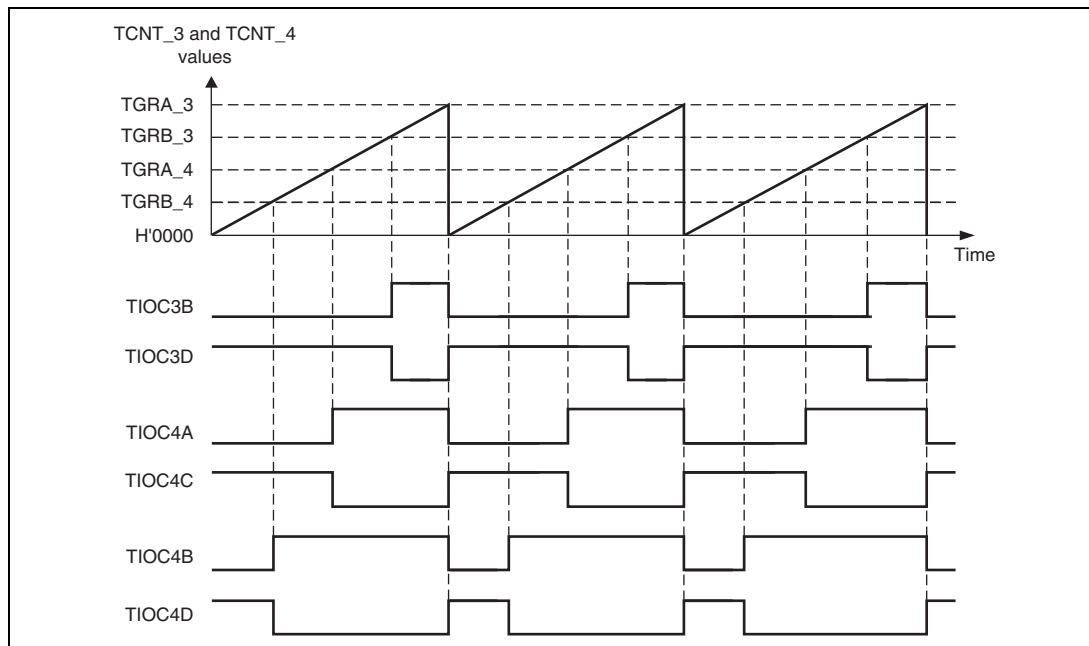 TCNT_3 and TCNT_4
values
TGRA_3
TGRB_3
TGRA_4
TGRB_4
H'0000
Time
TIOC3B
TIOC3D
TIOC4A
TIOC4C
TIOC4B
TIOC4D